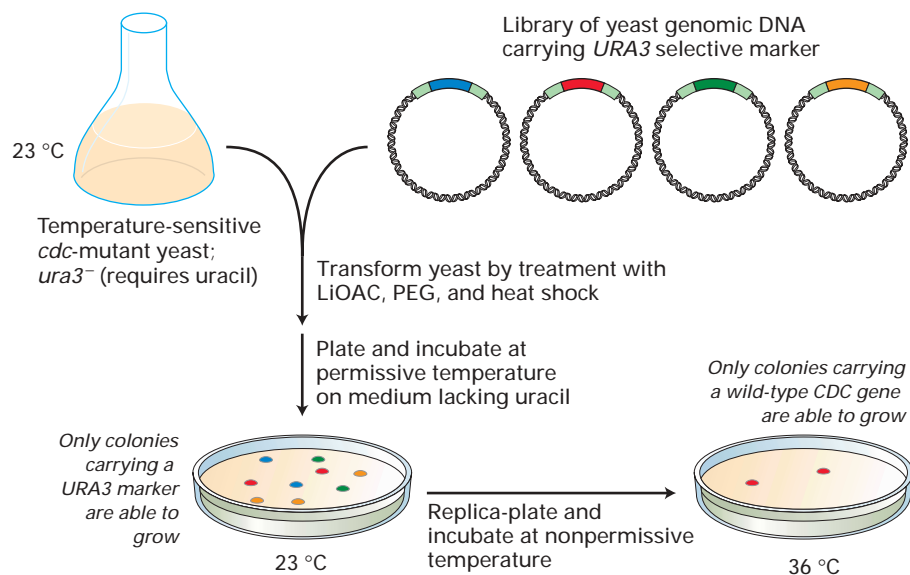 Library of yeast genomic DNA
carrying URA3 selective marker
23 °C
Temperature-sensitive
cdc-mutant yeast;
ura3⁻ (requires uracil)
Transform yeast by treatment with
LiOAC, PEG, and heat shock
Plate and incubate at
permissive temperature
on medium lacking uracil
Only colonies carrying
a wild-type CDC gene
are able to grow
Only colonies
carrying a
URA3 marker
are able to
grow
Replica-plate and
incubate at nonpermissive
temperature
23 °C
36 °C